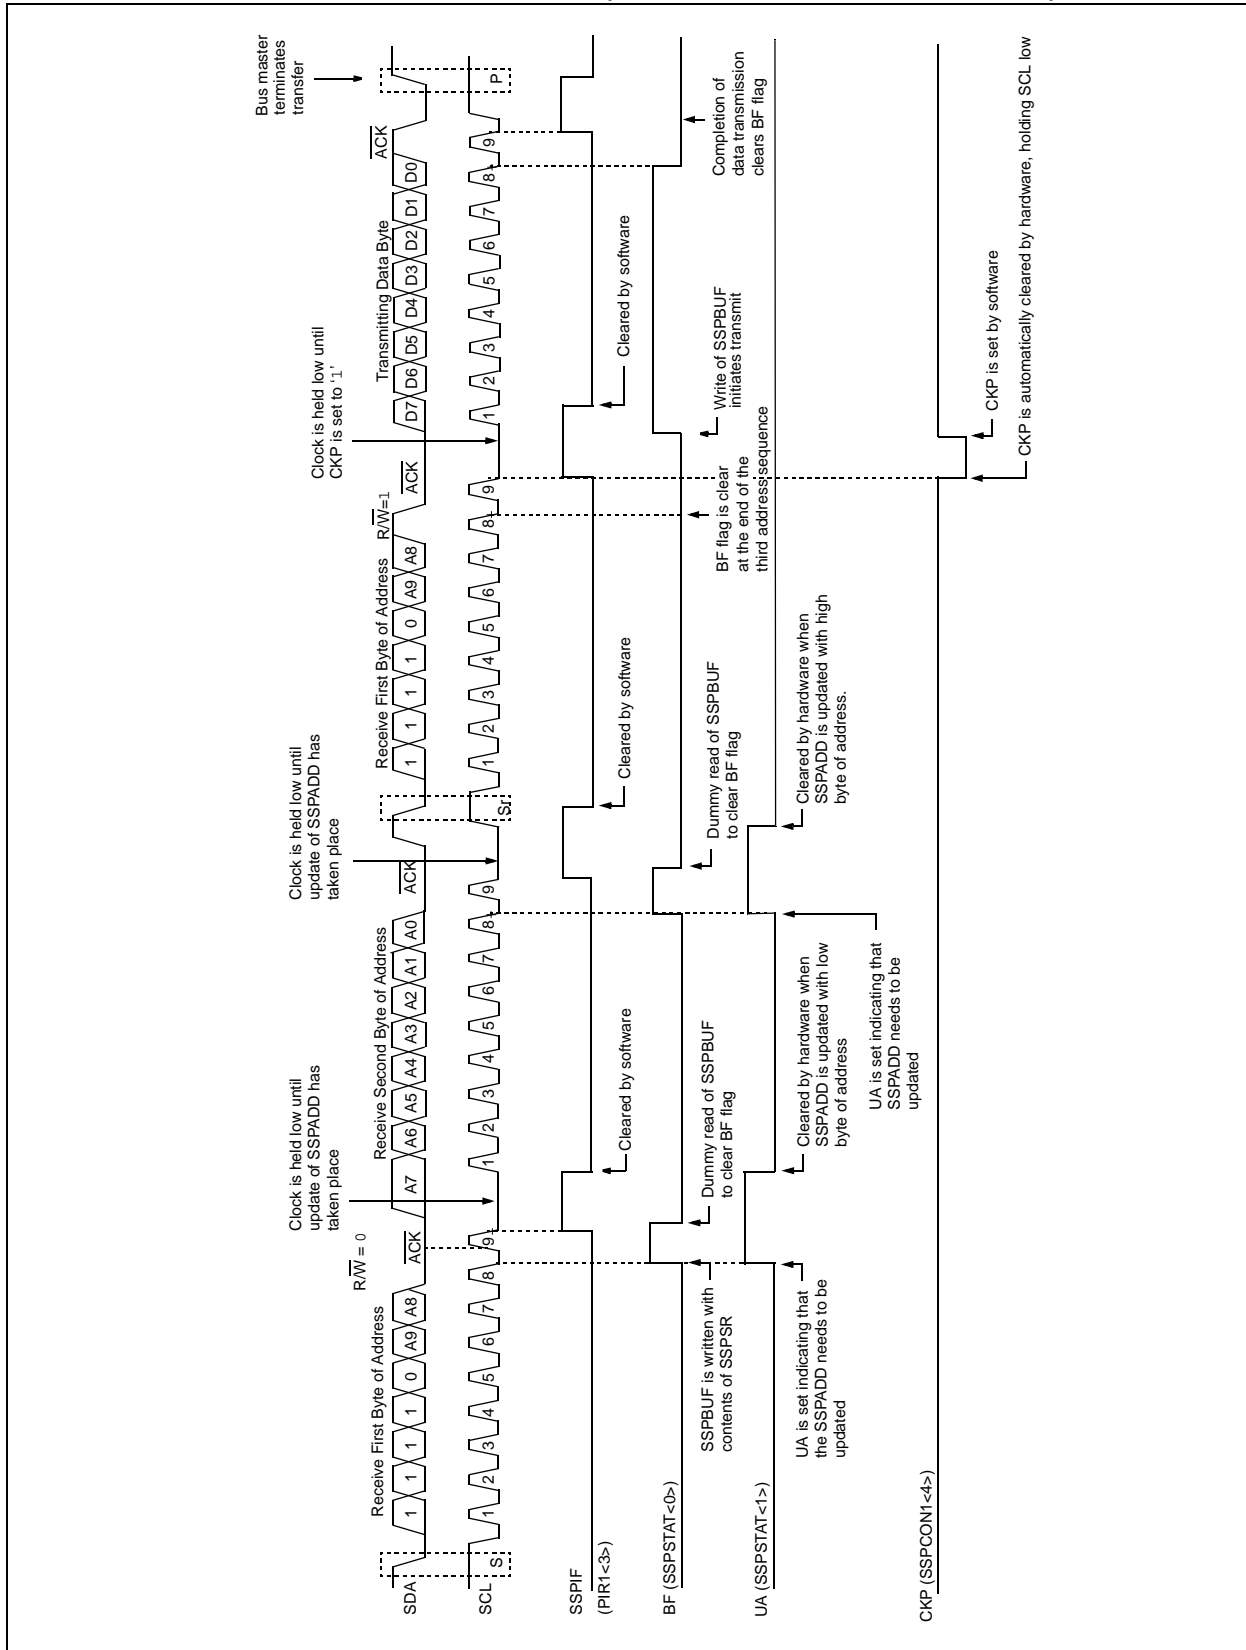 Bus master
terminates
transfer
Clock is held low until
CKP is set to ‘1’
Clock is held low until
update of SSPADD has
taken place
Clock is held low until
update of SSPADD has
taken place
R/W = 0
R/W=1
Receive First Byte of Address
ACK
Receive Second Byte of Address
ACK
Receive First Byte of Address
ACK
Transmitting Data Byte
ACK
SDA
1 1 1 1 0 A9 A8
A7 A6 A5 A4 A3 A2 A1 A0
1 1 1 1 0 A9 A8
D7 D6 D5 D4 D3 D2 D1 D0
SCL
S 1 2 3 4 5 6 7 8 9
1 2 3 4 5 6 7 8 9
Sr 1 2 3 4 5 6 7 8 9
1 2 3 4 5 6 7 8 9 P
SSPIF
(PIR1<3>)
Cleared by software
Cleared by software
Cleared by software
BF (SSPSTAT<0>)
SSPBUF is written with
contents of SSPSR
Dummy read of SSPBUF
to clear BF flag
Dummy read of SSPBUF
to clear BF flag
BF flag is clear
at the end of the
third address sequence
Write of SSPBUF
initiates transmit
Completion of
data transmission
clears BF flag
UA (SSPSTAT<1>)
UA is set indicating that
the SSPADD needs to be
updated
Cleared by hardware when
SSPADD is updated with low
byte of address
UA is set indicating that
SSPADD needs to be
updated
Cleared by hardware when
SSPADD is updated with high
byte of address.
CKP (SSPCON1<4>)
CKP is set by software
CKP is automatically cleared by hardware, holding SCL low